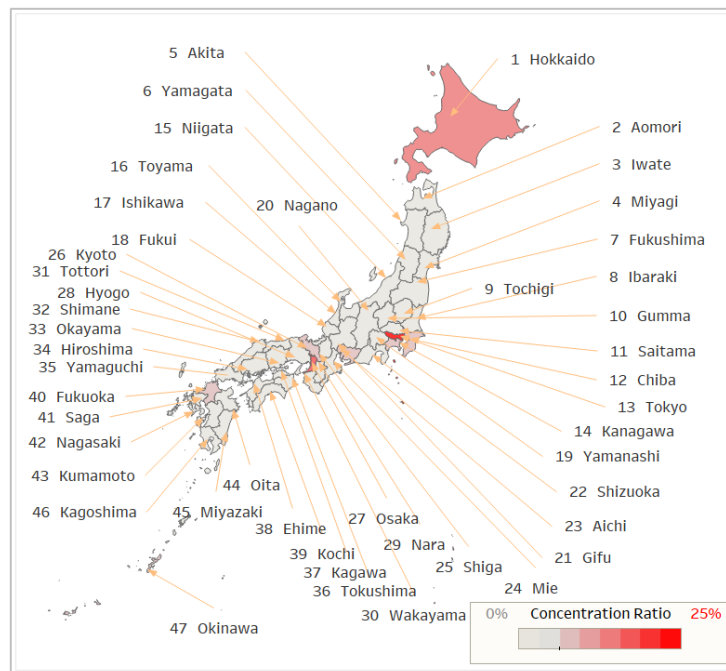 5 Akita
1 Hokkaido
6 Yamagata
15 Niigata
2 Aomori
16 Toyama
3 Iwate
17 Ishikawa
20 Nagano
4 Miyagi
18 Fukui
7 Fukushima
26 Kyoto
31 Tottori
8 Ibaraki
28 Hyogo
9 Tochigi
32 Shimane
10 Gumma
33 Okayama
34 Hiroshima
11 Saitama
35 Yamaguchi
12 Chiba
40 Fukuoka
13 Tokyo
41 Saga
14 Kanagawa
42 Nagasaki
19 Yamanashi
43 Kumamoto
44 Oita
22 Shizuoka
46 Kagoshima
45 Miyazaki
27 Osaka
23 Aichi
38 Ehime
29 Nara
39 Kochi
21 Gifu
25 Shiga
37 Kagawa
24 Mie
36 Tokushima
30 Wakayama
47 Okinawa
0% Concentration Ratio 25%